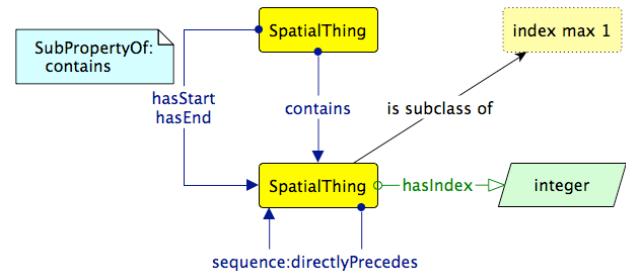 SubPropertyOf:
contains
SpatialThing
index max 1
hasStart
hasEnd
contains
is subclass of
SpatialThing
hasIndex
integer
sequence:directlyPrecedes